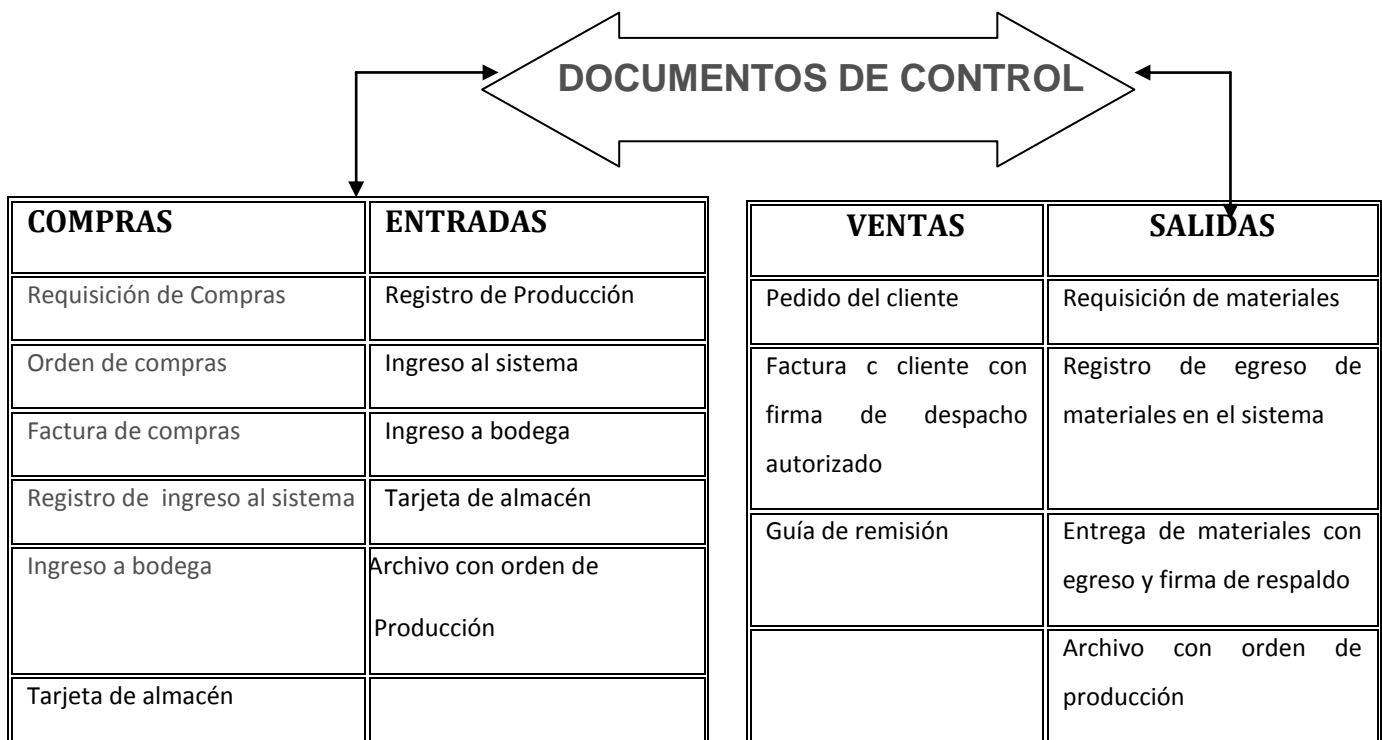 DOCUMENTOS DE CONTROL
COMPRAS ENTRADAS
Requisición de Compras Registro de Producción
Orden de compras Ingreso al sistema
Factura de compras Ingreso a bodega
Registro de ingreso al sistema Tarjeta de almacén
Ingreso a bodega Archivo con orden de
Producción
Tarjeta de almacén
VENTAS SALIDAS
Pedido del cliente Requisición de materiales
Factura c cliente con Registro de egreso de
firma de despacho materiales en el sistema
autorizado
Guía de remisión Entrega de materiales con
egreso y firma de respaldo
Archivo con orden de
producción